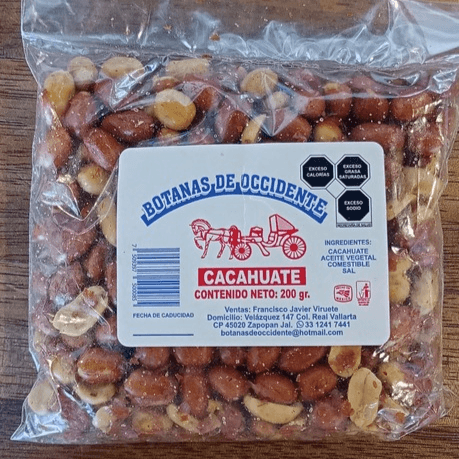 EXCESO
CALORÍAS
EXCESO
GRASA
SATURADAS
EXCESO
SODIO
SECRETARÍA DE SALUD
BOTANAS DE OCCIDENTE
CACAHUATE
CONTENIDO NETO: 200 gr.
INGREDIENTES:
CACAHUATE
ACEITE VEGETAL
COMESTIBLE
SAL
FECHA DE CADUCIDAD
Ventas: Francisco Javier Viruete
Domicilio: Velázquez 147 Col. Real Vallarta
CP 45020 Zapopan Jal. 33 1241 7441
botanasdeoccidente@hotmail.com